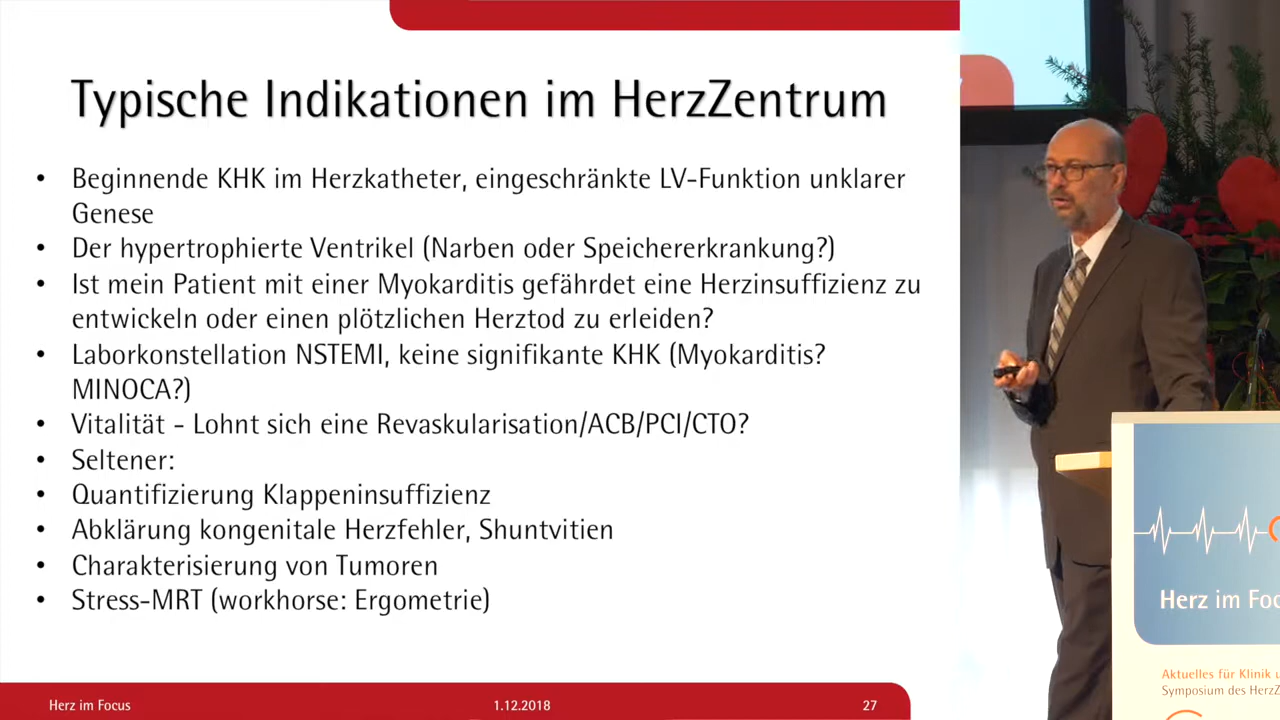 Typische Indikationen im HerzZentrum
• Beginnende KHK im Herzkatheter, eingeschränkte LV-Funktion unklarer
Genese
• Der hypertrophierte Ventrikel (Narben oder Speichererkrankung?)
• Ist mein Patient mit einer Myokarditis gefährdet eine Herzinsuffizienz zu
entwickeln oder einen plötzlichen Herztod zu erleiden?
• Laborkonstellation NSTEMI, keine signifikante KHK (Myokarditis?
MINOCA?)
• Vitalität - Lohnt sich eine Revaskularisation/ACB/PCI/CTO?
• Seltener:
• Quantifizierung Klappeninsuffizienz
• Abklärung kongenitale Herzfehler, Shuntvitien
• Charakterisierung von Tumoren
• Stress-MRT (workhorse: Ergometrie)
Herz im Focus
1.12.2018
27
Herz im Foc
Aktuelles für Klinik u
Symposium des HerzZ